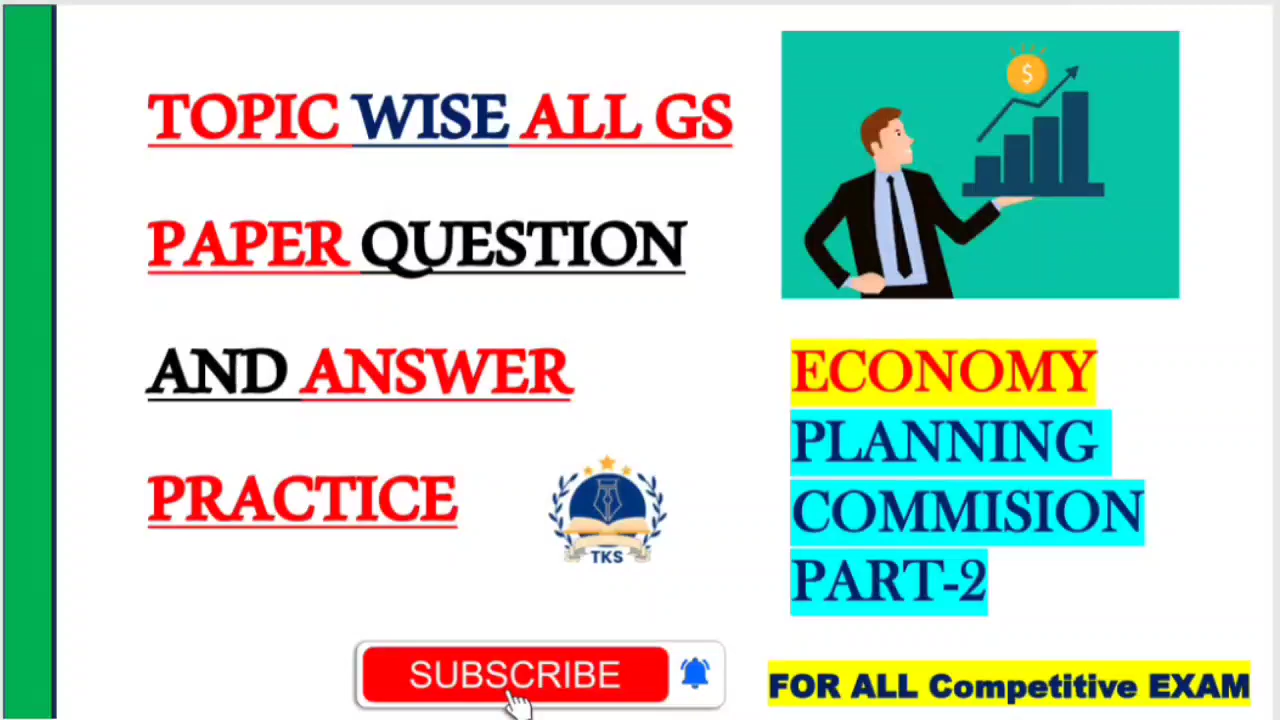 TOPIC WISE ALL GS
PAPER QUESTION
AND ANSWER
PRACTICE
TKS
$
ECONOMY
PLANNING
COMMISION
PART-2
SUBSCRIBE
FOR ALL Competitive EXAM